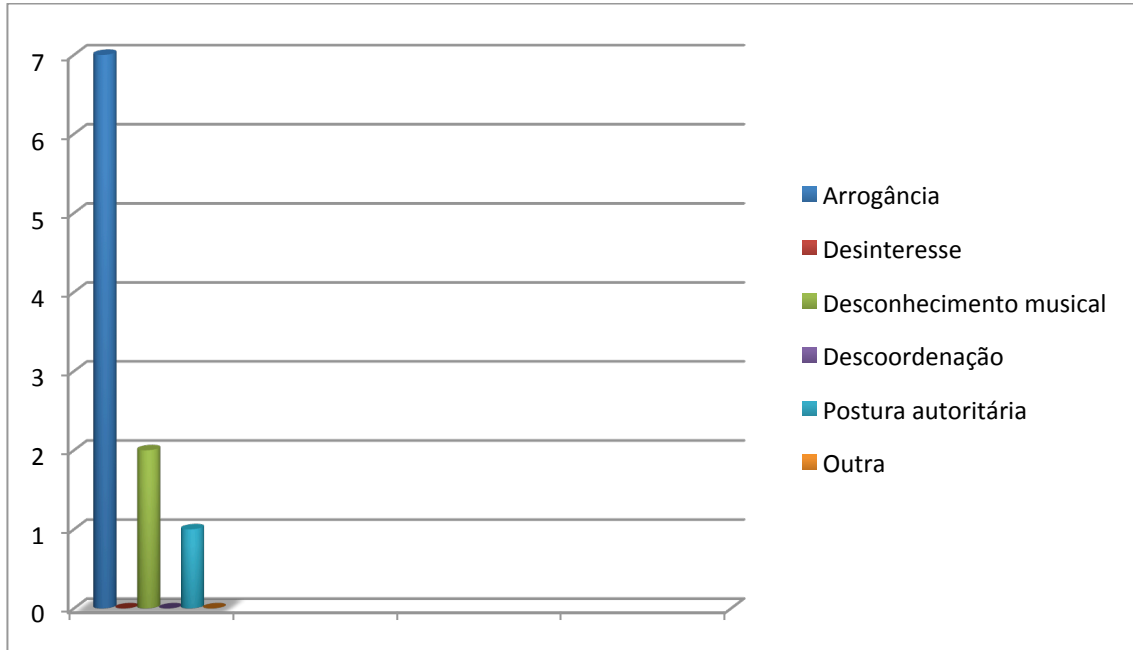 7
6
5
4
3
2
1
0
Arrogância
Desinteresse
Desconhecimento musical
Descoordenação
Postura autoritária
Outra